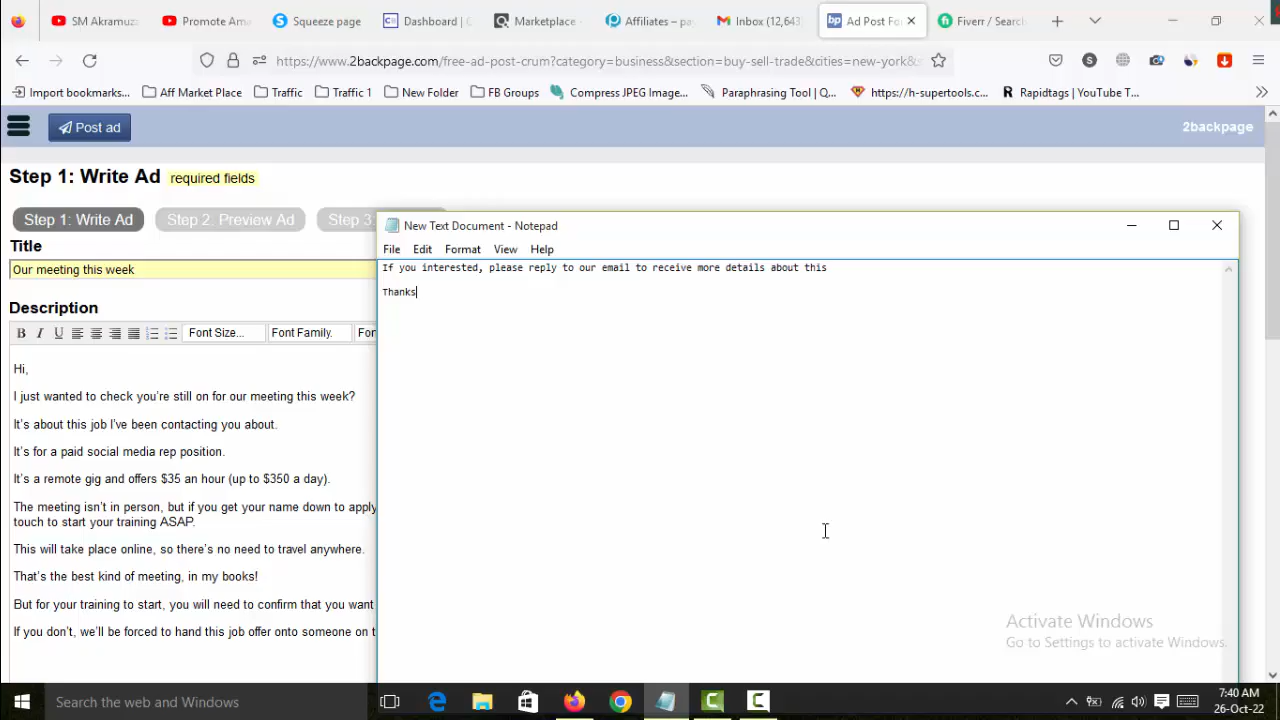 SM Akramuz
Promote Ama
Squeeze page
Dashboard | C
Marketplace -
Affiliates – pay
Inbox (12,643)
Ad Post Fo
Fiverr / Search
https://www.2backpage.com/free-ad-post-crum?category=business&section=buy-sell-trade&cities=new-york&s
Import bookmarks...
Aff Market Place
Traffic
Traffic 1
New Folder
FB Groups
Compress JPEG Image...
Paraphrasing Tool | Q...
https://h-supertools.c...
Rapidtags | YouTube T...
Post ad
2backpage
Step 1: Write Ad required fields
Step 1: Write Ad
Step 2: Preview Ad
Step 3:
Title
Our meeting this week
Description
B I U Font Size... Font Family. Fon
Hi,
I just wanted to check you're still on for our meeting this week?
It's about this job I've been contacting you about.
It's for a paid social media rep position.
It's a remote gig and offers $35 an hour (up to $350 a day).
The meeting isn't in person, but if you get your name down to apply
touch to start your training ASAP.
This will take place online, so there's no need to travel anywhere.
That's the best kind of meeting, in my books!
But for your training to start, you will need to confirm that you want
If you don't, we'll be forced to hand this job offer onto someone on t
New Text Document - Notepad
File Edit Format View Help
If you interested, please reply to our email to receive more details about this
Thanks
Activate Windows
Go to Settings to activate Windows.
Search the web and Windows
7:40 AM
26-Oct-22